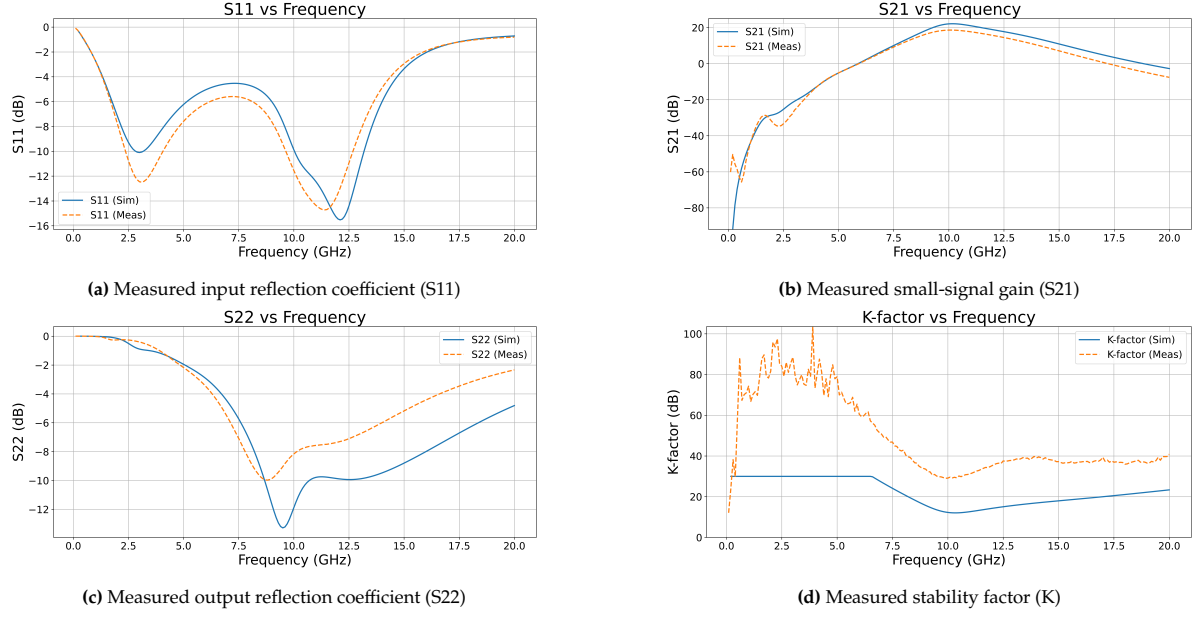 S11 vs Frequency
0
−2
−4
−6
−8
−10
−12
−14
−16
S11 (dB)
S11 (Sim)
S11 (Meas)
0.0 2.5 5.0 7.5 10.0 12.5 15.0 17.5 20.0
Frequency (GHz)
(a) Measured input reflection coefficient (S11)
S21 vs Frequency
20
0
−20
−40
−60
−80
S21 (dB)
S21 (Sim)
S21 (Meas)
0.0 2.5 5.0 7.5 10.0 12.5 15.0 17.5 20.0
Frequency (GHz)
(b) Measured small-signal gain (S21)
S22 vs Frequency
0
−2
−4
−6
−8
−10
−12
S22 (dB)
S22 (Sim)
S22 (Meas)
0.0 2.5 5.0 7.5 10.0 12.5 15.0 17.5 20.0
Frequency (GHz)
(c) Measured output reflection coefficient (S22)
K-factor vs Frequency
100
80
60
40
20
0
K-factor (dB)
K-factor (Sim)
K-factor (Meas)
0.0 2.5 5.0 7.5 10.0 12.5 15.0 17.5 20.0
Frequency (GHz)
(d) Measured stability factor (K)